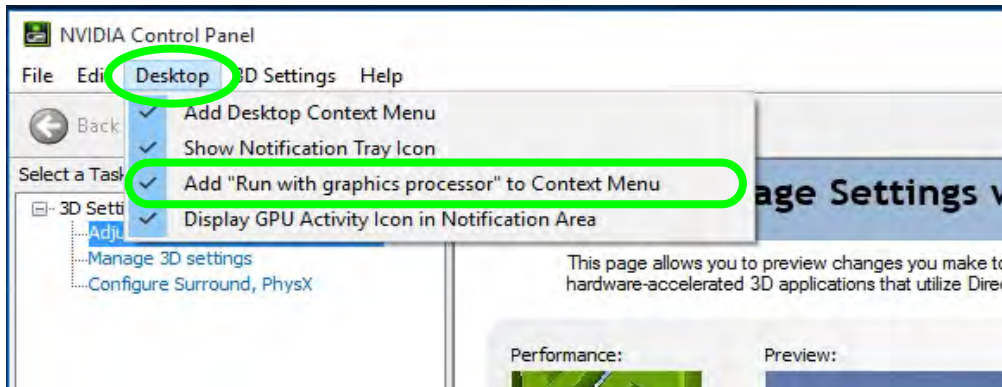 NVIDIA Control Panel
File Edi Desktop 3D Settings Help
Back
Add Desktop Context Menu
Show Notification Tray Icon
Select a Task
Add "Run with graphics processor" to Context Menu
Display GPU Activity Icon in Notification Area
3D Setti
Adju
Manage 3D settings
Configure Surround, PhysX
age Settings
This page allows you to preview changes you make to
hardware-accelerated 3D applications that utilize Dire
Performance:
Preview: